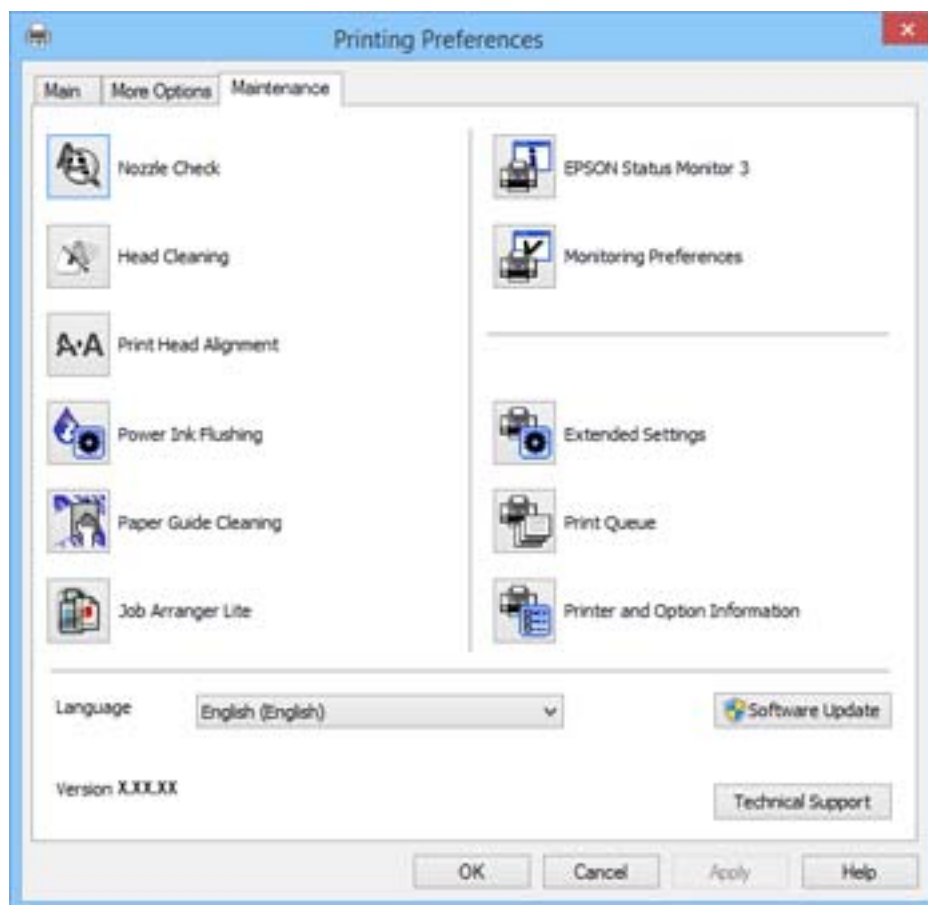 Printing Preferences
Main
More Options
Maintenance
Nozzle Check
Head Cleaning
A·A Print Head Alignment
Power Ink Flushing
Paper Guide Cleaning
Job Arranger Lite
EPSON Status Monitor 3
Monitoring Preferences
Extended Settings
Print Queue
Printer and Option Information
Language
English (English)
Software Update
Version X.XX.XX
Technical Support
OK
Cancel
Apply
Help